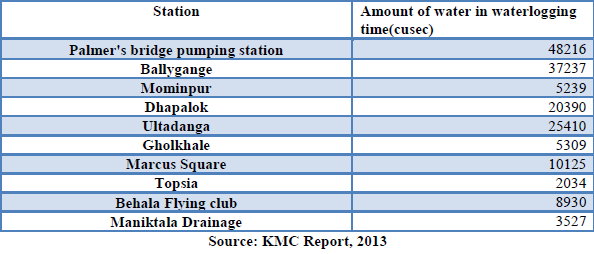 Station Amount of water in waterlogging
time(cusec)
Palmer's bridge pumping station 48216
Ballygange 37237
Mominpur 5239
Dhapalok 20390
Ultadanga 25410
Gholkhale 5309
Marcus Square 10125
Topsia 2034
Behala Flying club 8930
Maniktala Drainage 3527
Source: KMC Report, 2013